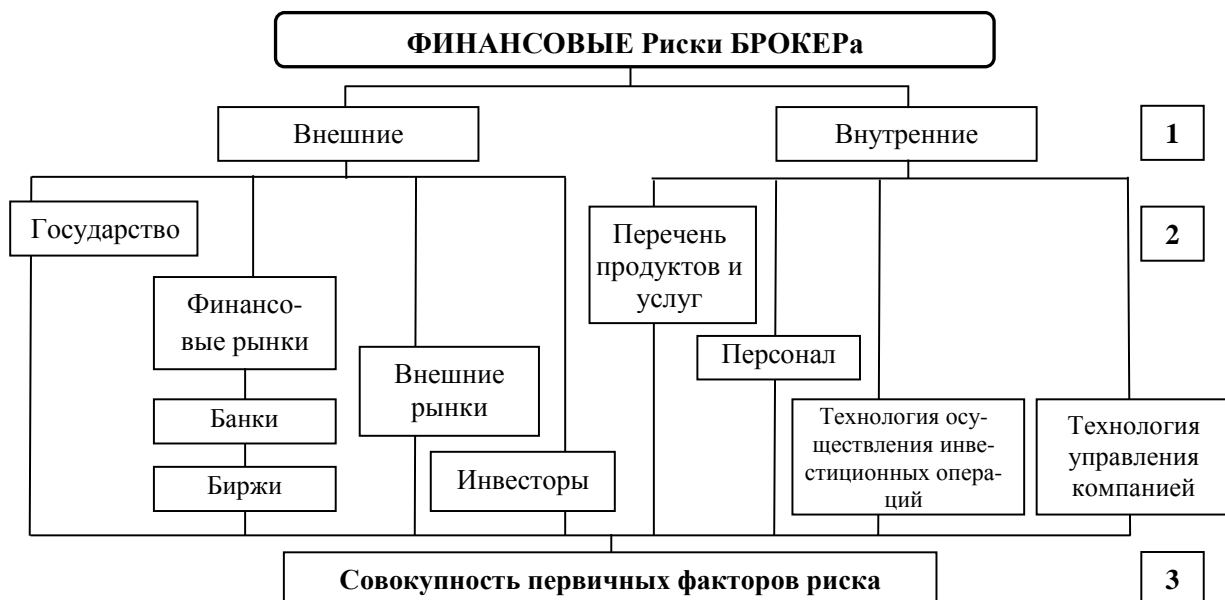 ФИНАНСОВЫЕ Риски БРОКЕРа
Внешние
Внутренние
1
Государство
Финансо-
вые рынки
Банки
Биржи
Внешние
рынки
Инвесторы
Перечень
продуктов и
услуг
Персонал
Технология осу-
ществления инве-
стиционных опера-
ций
Технология
управления
компанией
2
Совокупность первичных факторов риска
3